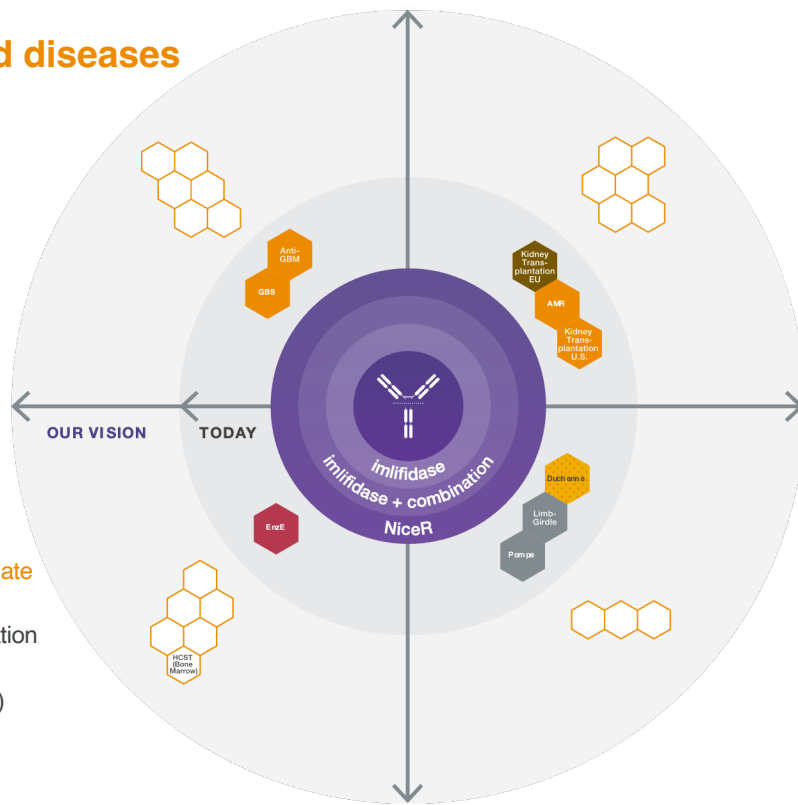 d diseases
Anti-
GBM
GBS
Kidney
Trans-
plantation
EU
AMR
Kidney
Trans-
plantation
U.S.
OUR VISION
TODAY
imlifidase
imlifidase + combination
NiceR
EnzE
Duchenne
Limb-
Girdle
Pompe
ate
tion
)
HCST
(Bone
Marrow)